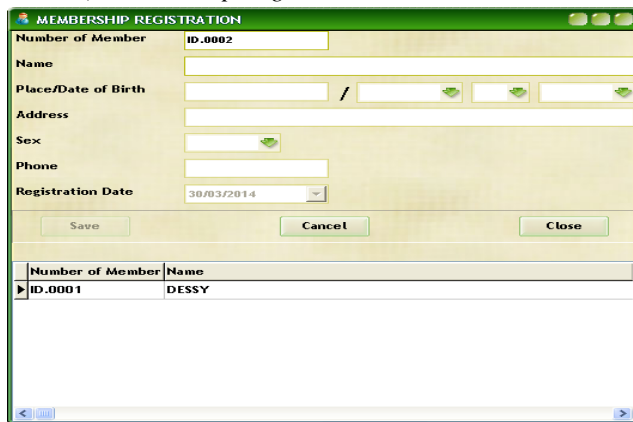 MEMBERSHIP REGISTRATION
Number of Member ID.0002
Name
Place/Date of Birth /
Address
Sex
Phone
Registration Date 30/03/2014
Save Cancel Close
Number of Member Name
ID.0001 DESSY